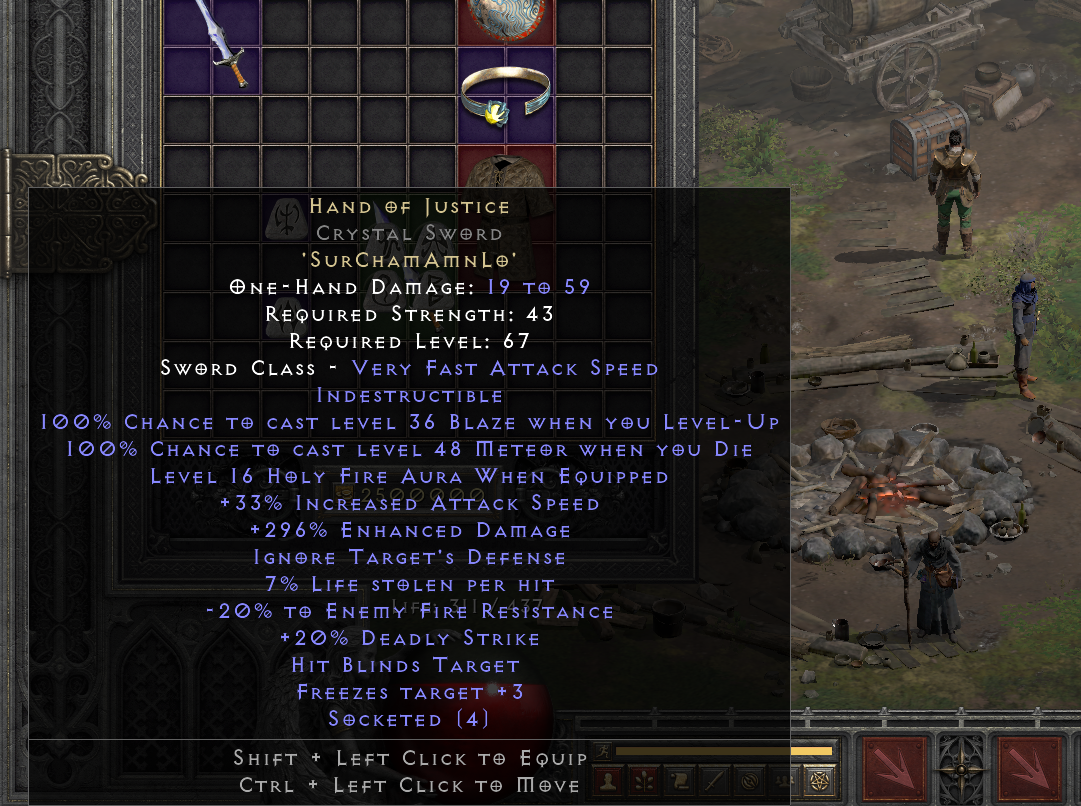 Hand of Justice
Crystal Sword
'SurChamAmnLo'
One-Hand Damage: 19 to 59
Required Strength: 43
Required Level: 67
Sword Class - Very Fast Attack Speed
Indestructible
100% Chance to cast level 36 Blaze when you Level-Up
100% Chance to cast level 48 Meteor when you Die
Level 16 Holy Fire Aura When Equipped
+33% Increased Attack Speed
+296% Enhanced Damage
Ignore Target's Defense
7% Life stolen per hit
-20% to Enemy Fire Resistance
+20% Deadly Strike
Hit Blinds Target
Freezes target +3
Socketed (4)
Shift + Left Click to Equip
Ctrl + Left Click to Move